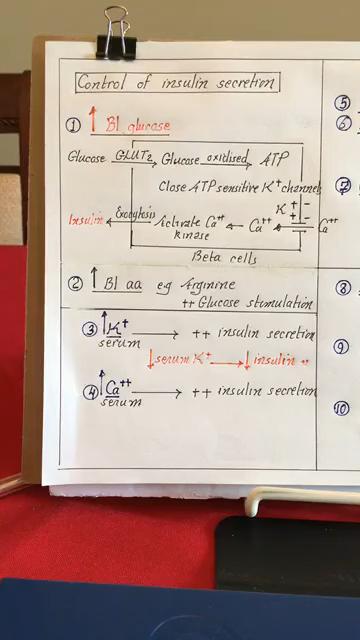 Control of insulin secretion
① ↑ Bl glucose
Glucose GLUT2 → Glucose oxidised → ATP
Close ATP sensitive K+ channel
K+
+ -
+ -
Insulin ← Exocytosis Activate Ca++ kinase ← Ca++ ← Ca++
Beta cells
② ↑ Bl aa e.g Arginine
++ Glucose stimulation
③ ↑ K+ serum → ++ insulin secretion
↓ serum K+ → ↓ insulin
④ ↑ Ca++ serum → ++ insulin secretion
⑤
⑥
⑦
⑧
⑨
⑩